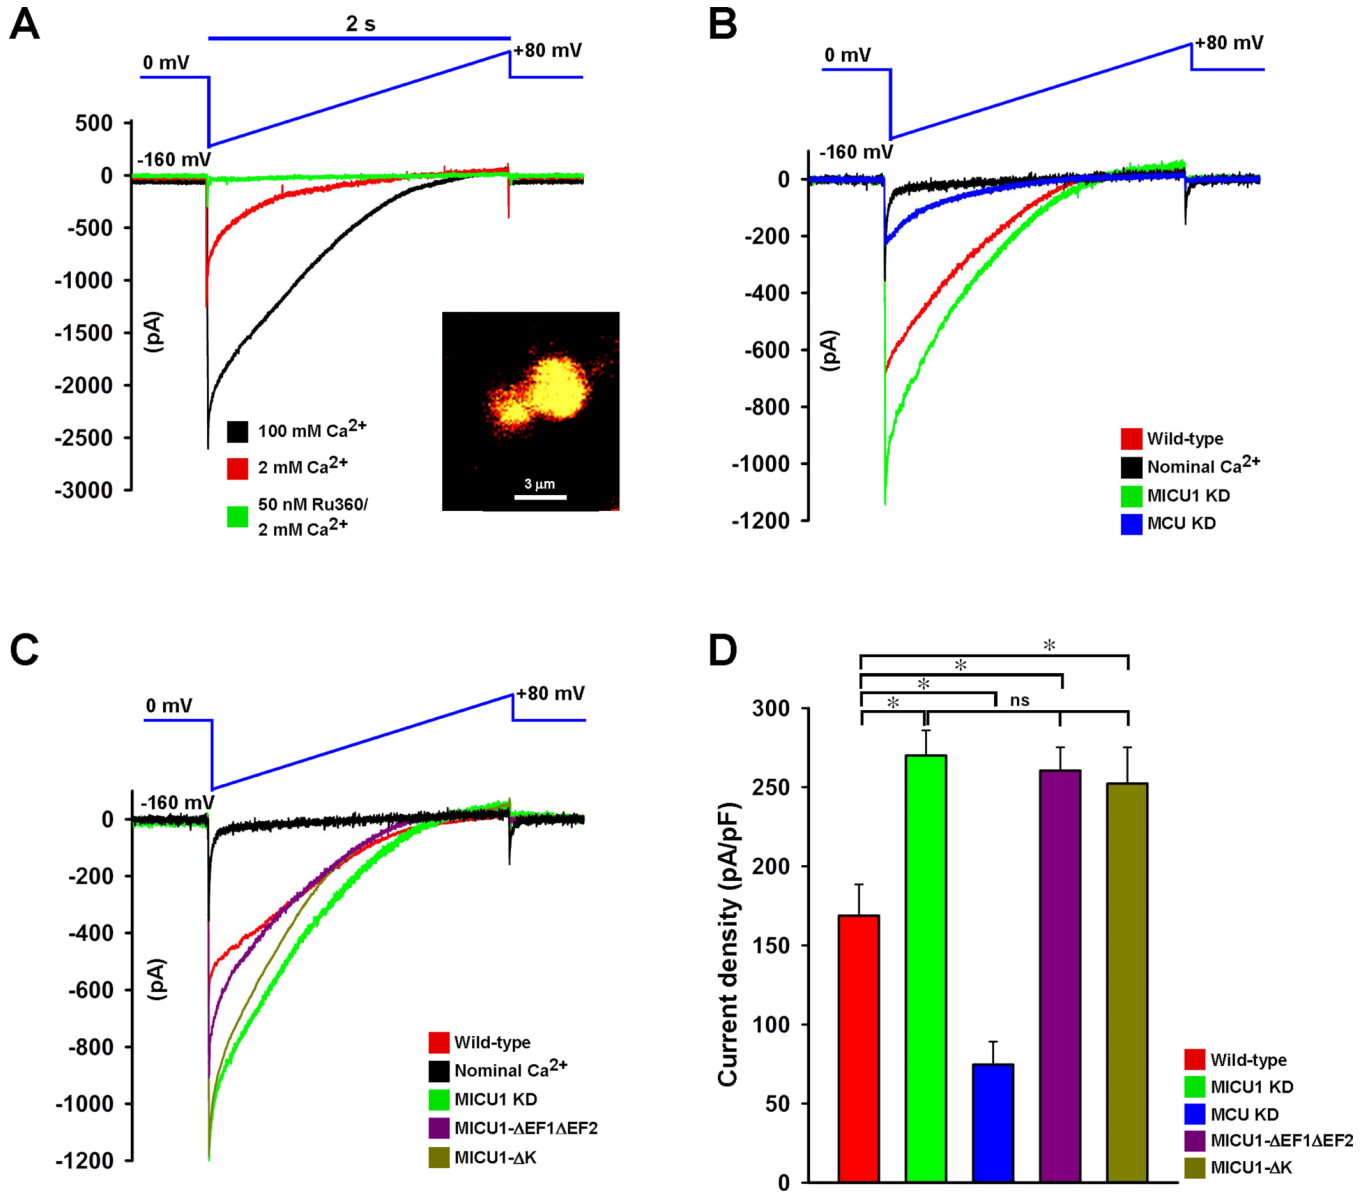 A
2 s
0 mV
+80 mV
-160 mV
500
0
-500
-1000
-1500
-2000
-2500
-3000
(pA)
100 mM Ca2+
2 mM Ca2+
50 nM Ru360/
2 mM Ca2+
3 μm
B
0 mV
+80 mV
-160 mV
0
-200
-400
-600
-800
-1000
-1200
(pA)
Wild-type
Nominal Ca2+
MICU1 KD
MCU KD
C
0 mV
+80 mV
-160 mV
0
-200
-400
-600
-800
-1000
-1200
(pA)
Wild-type
Nominal Ca2+
MICU1 KD
MICU1-ΔEF1ΔEF2
MICU1-ΔK
D
*
*
*
*
ns
300
250
200
150
100
50
0
Current density (pA/pF)
Wild-type
MICU1 KD
MCU KD
MICU1-ΔEF1ΔEF2
MICU1-ΔK